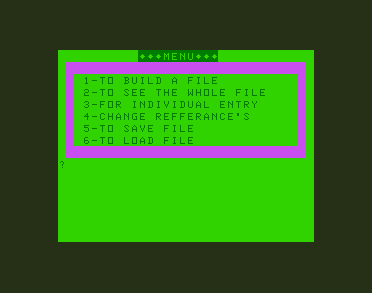 ◆◆◆MENU◆◆◆
1-TO BUILD A FILE
2-TO SEE THE WHOLE FILE
3-FOR INDIVIDUAL ENTRY
4-CHANGE REFFERANCE'S
5-TO SAVE FILE
6-TO LOAD FILE
?